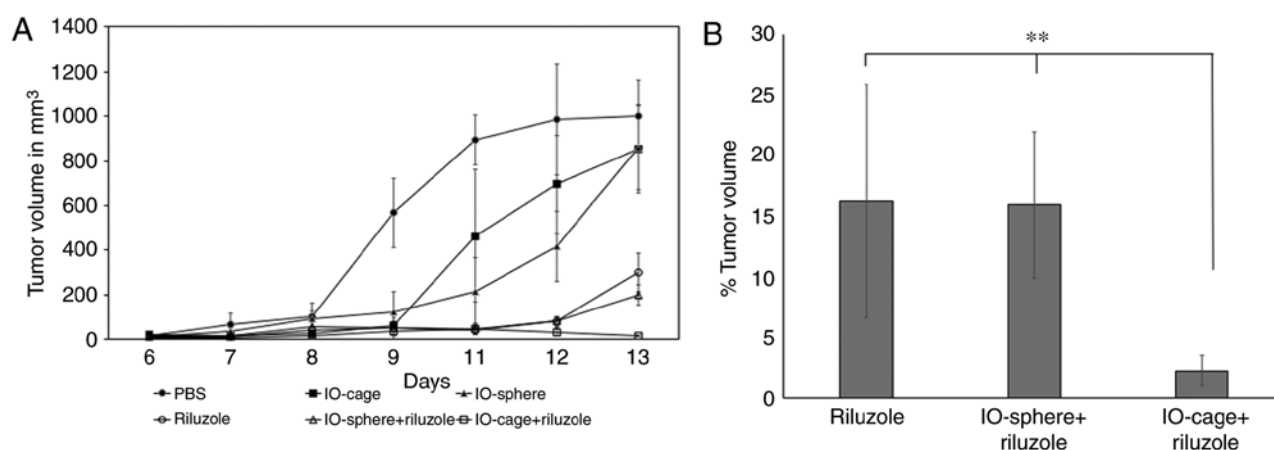 A
Tumor volume in mm³
1400
1200
1000
800
600
400
200
0
6 7 8 9 11 12 13
Days
PBS IO-cage IO-sphere
Riluzole IO-sphere+riluzole IO-cage+riluzole
B
% Tumor volume
30
25
20
15
10
5
0
**
Riluzole IO-sphere+ IO-cage+
riluzole riluzole